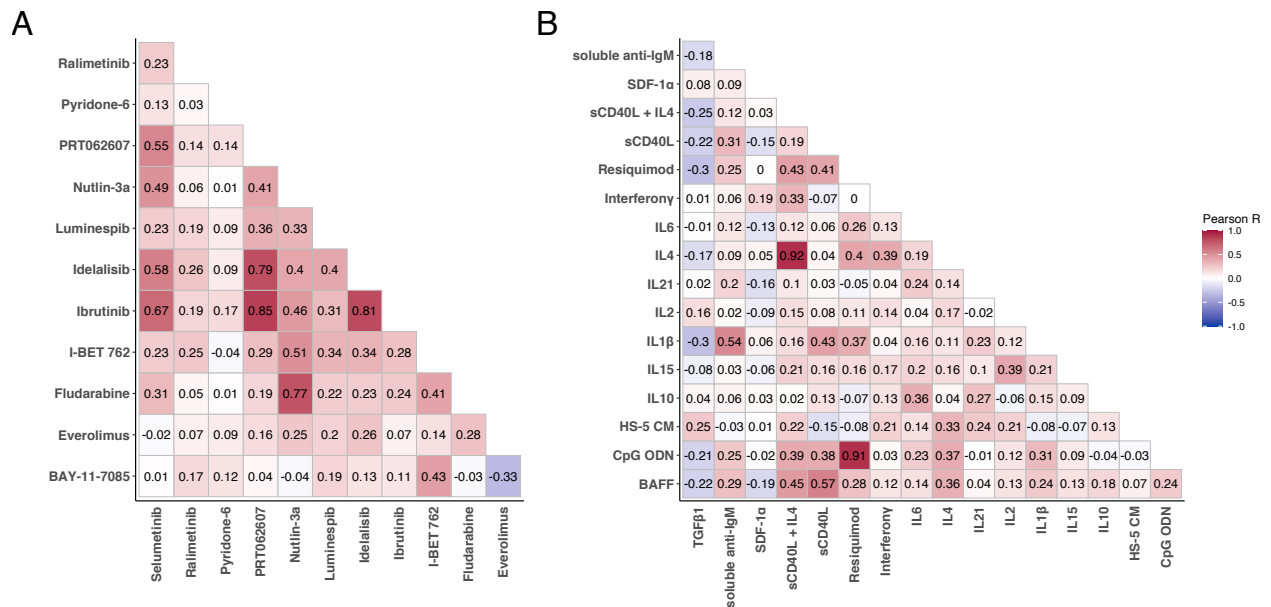 A
Ralimetinib 0.23
Pyridone-6 0.13 0.03
PRT062607 0.55 0.14 0.14
Nutlin-3a 0.49 0.06 0.01 0.41
Luminespib 0.23 0.19 0.09 0.36 0.33
Idelalisib 0.58 0.26 0.09 0.79 0.4 0.4
Ibrutinib 0.67 0.19 0.17 0.85 0.46 0.31 0.81
I-BET 762 0.23 0.25 -0.04 0.29 0.51 0.34 0.34 0.28
Fludarabine 0.31 0.05 0.01 0.19 0.77 0.22 0.23 0.24 0.41
Everolimus -0.02 0.07 0.09 0.16 0.25 0.2 0.26 0.07 0.14 0.28
BAY-11-7085 0.01 0.17 0.12 0.04 -0.04 0.19 0.13 0.11 0.43 -0.03 -0.33
Selumetinib Ralimetinib Pyridone-6 PRT062607 Nutlin-3a Luminespib Idelalisib Ibrutinib I-BET 762 Fludarabine Everolimus
B
soluble anti-IgM -0.18
SDF-1α 0.08 0.09
sCD40L + IL4 -0.25 0.12 0.03
sCD40L -0.22 0.31 -0.15 0.19
Resiquimod -0.3 0.25 0 0.43 0.41
Interferonγ 0.01 0.06 0.19 0.33 -0.07 0
IL6 -0.01 0.12 -0.13 0.12 0.06 0.26 0.13
IL4 -0.17 0.09 0.05 0.92 0.04 0.4 0.39 0.19
IL21 0.02 0.2 -0.16 0.1 0.03 -0.05 0.04 0.24 0.14
IL2 0.16 0.02 -0.09 0.15 0.08 0.11 0.14 0.04 0.17 -0.02
IL1β -0.3 0.54 0.06 0.16 0.43 0.37 0.04 0.16 0.11 0.23 0.12
IL15 -0.08 0.03 -0.06 0.21 0.16 0.16 0.17 0.2 0.16 0.1 0.39 0.21
IL10 0.04 0.06 0.03 0.02 0.13 -0.07 0.13 0.36 0.04 0.27 -0.06 0.15 0.09
HS-5 CM 0.25 -0.03 0.01 0.22 -0.15 -0.08 0.21 0.14 0.33 0.24 0.21 -0.08 -0.07 0.13
CpG ODN -0.21 0.25 -0.02 0.39 0.38 0.91 0.03 0.23 0.37 -0.01 0.12 0.31 0.09 -0.04 -0.03
BAFF -0.22 0.29 -0.19 0.45 0.57 0.28 0.12 0.14 0.36 0.04 0.13 0.24 0.13 0.18 0.07 0.24
TGFβ1 soluble anti-IgM SDF-1α sCD40L + IL4 sCD40L Resiquimod Interferonγ IL6 IL4 IL21 IL2 IL1β IL15 IL10 HS-5 CM CpG ODN
Pearson R
1.0
0.5
0.0
-0.5
-1.0